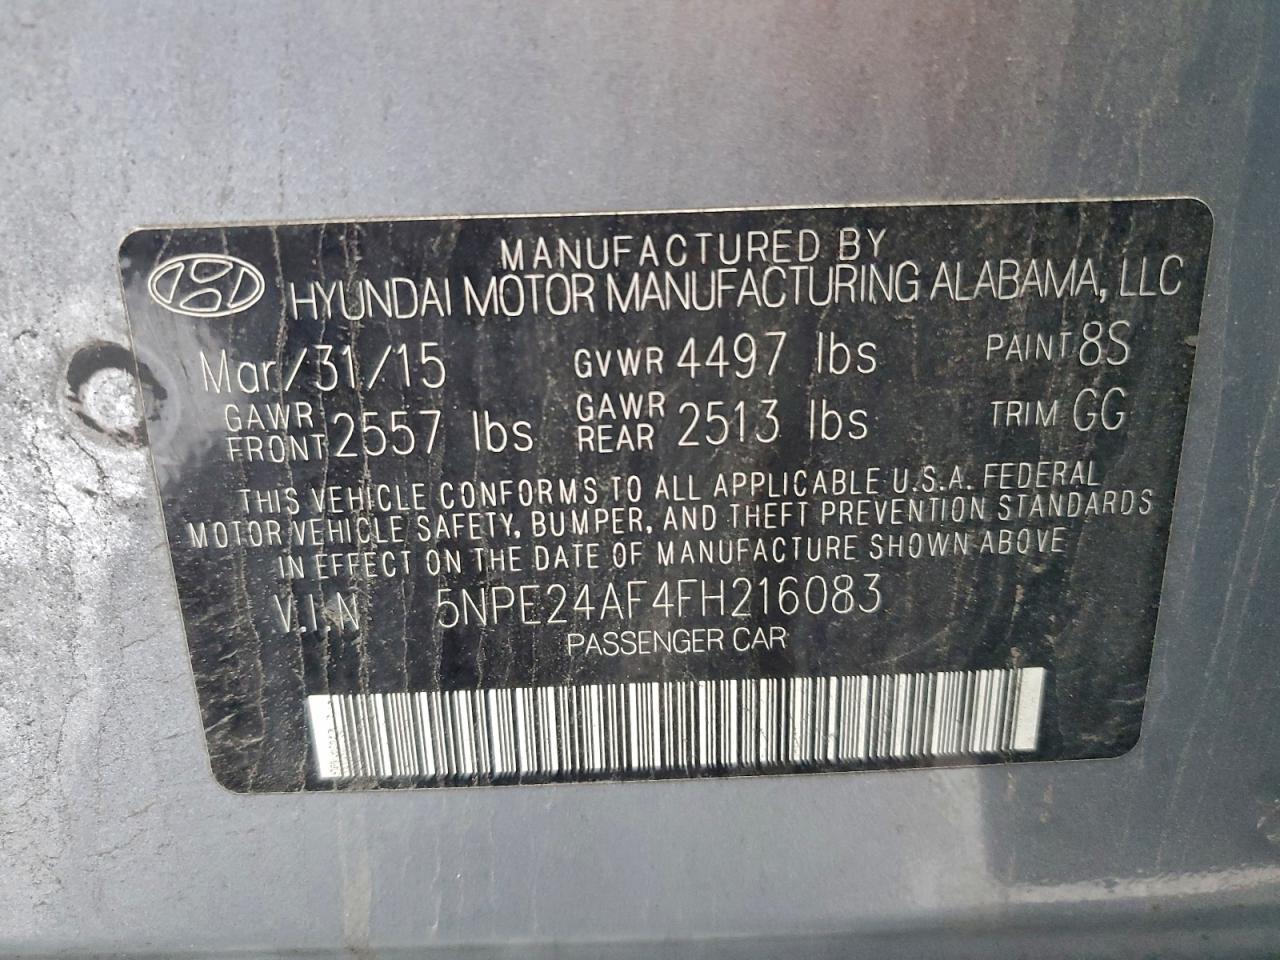 MANUFACTURED BY
HYUNDAI MOTOR MANUFACTURING ALABAMA, LLC
Mar/31/15 GVWR 4497 lbs PAINT 8S
GAWR FRONT 2557 lbs GAWR REAR 2513 lbs TRIM GG
THIS VEHICLE CONFORMS TO ALL APPLICABLE U.S.A. FEDERAL
MOTOR VEHICLE SAFETY, BUMPER, AND THEFT PREVENTION STANDARDS
IN EFFECT ON THE DATE OF MANUFACTURE SHOWN ABOVE
V.I.N 5NPE24AF4FH216083
PASSENGER CAR